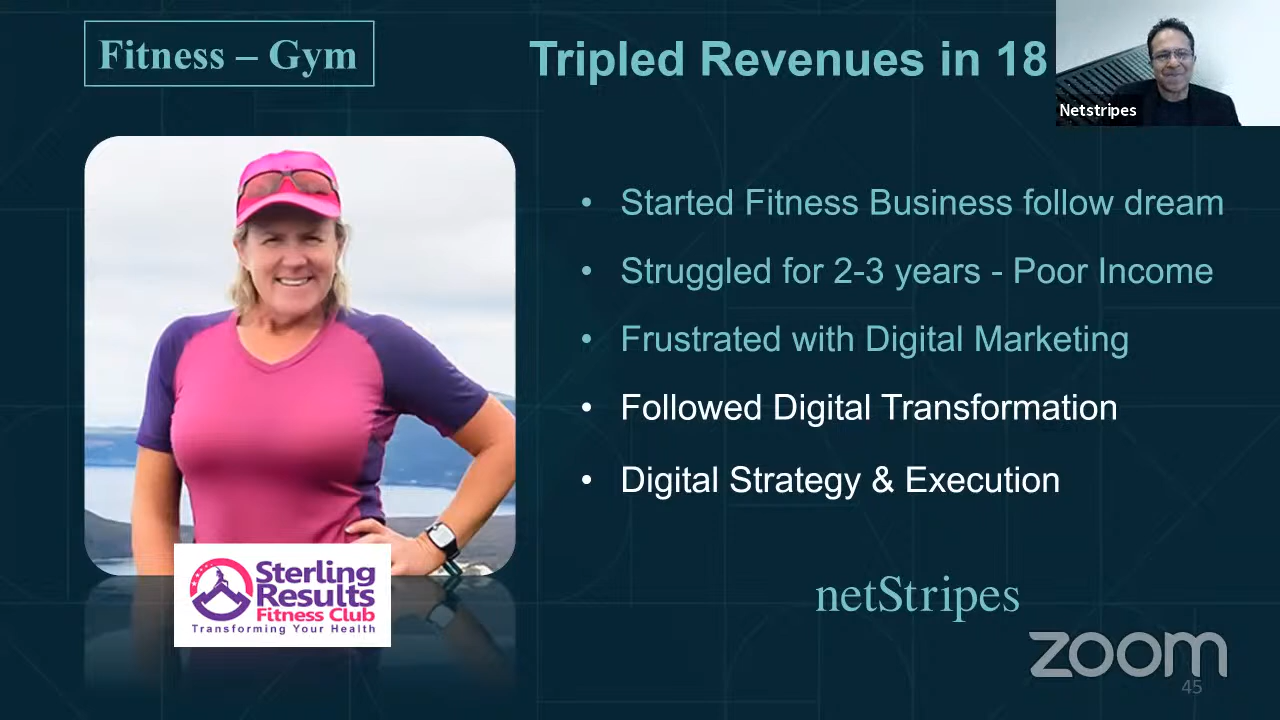 Fitness – Gym
Tripled Revenues in 18
Netstripes
• Started Fitness Business follow dream
• Struggled for 2-3 years - Poor Income
• Frustrated with Digital Marketing
• Followed Digital Transformation
• Digital Strategy & Execution
Sterling
Results
Fitness Club
Transforming Your Health
netStripes
zoom
45